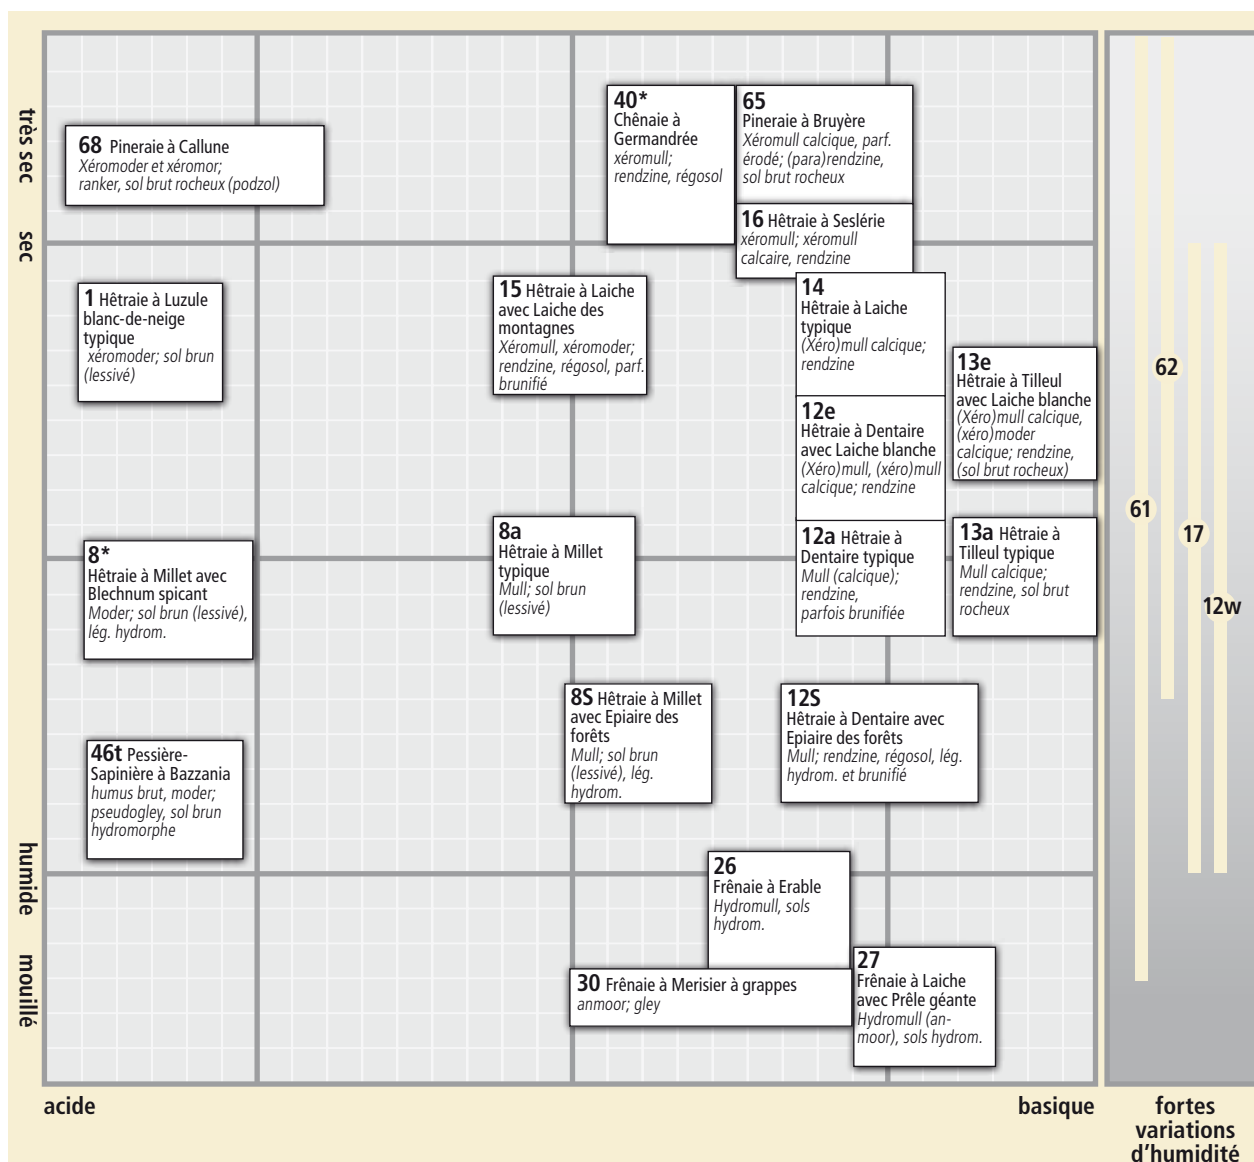 très sec
sec
humide
mouillé
68 Pineraie à Callune
Xéromoder et xéromor;
ranker, sol brut rocheux (podzol)
40*
Chênaie à
Germandrée
xéromull;
rendzine, régosol
65
Pineraie à Bruyère
Xéromull calcique, parf.
érodé; (para)rendzine,
sol brut rocheux
16 Hêtraie à Seslérie
xéromull; xéromull
calcaire, rendzine
1 Hêtraie à Luzule
blanc-de-neige
typique
xéromoder; sol brun
(lessivé)
15 Hêtraie à Laiche
avec Laiche des
montagnes
Xéromull, xéromoder;
rendzine, régosol, parf.
brunifié
14
Hêtraie à Laiche
typique
(Xéro)mull calcique;
rendzine
13e
Hêtraie à Tilleul
avec Laiche blanche
(Xéro)mull calcique,
(xéro)moder
calcique; rendzine,
(sol brut rocheux)
12e
Hêtraie à Dentaire
avec Laiche blanche
(Xéro)mull, (xéro)mull
calcique; rendzine
8*
Hêtraie à Millet avec
Blechnum spicant
Moder; sol brun (lessivé),
lég. hydrom.
8a
Hêtraie à Millet
typique
Mull; sol brun
(lessivé)
12a Hêtraie à
Dentaire typique
Mull (calcique);
rendzine,
parfois brunifiée
13a Hêtraie à
Tilleul typique
Mull calcique;
rendzine, sol brut
rocheux
8S Hêtraie à Millet
avec Epiaire des
forêts
Mull; sol brun
(lessivé), lég.
hydrom.
12S
Hêtraie à Dentaire avec
Epiaire des forêts
Mull; rendzine, régosol, lég.
hydrom. et brunifié
46t Pessière-
Sapinière à Bazzania
humus brut, moder;
pseudogley, sol brun
hydromorphe
26
Frênaie à Erable
Hydromull, sols
hydrom.
30 Frênaie à Merisier à grappes
anmoor; gley
27
Frênaie à Laiche
avec Prêle géante
Hydromull (an-
moor), sols hydrom.
62
61
17
12w
acide
basique
fortes
variations
d'humidité